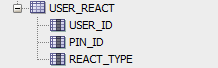 USER_REACT
USER_ID
PIN_ID
REACT_TYPE